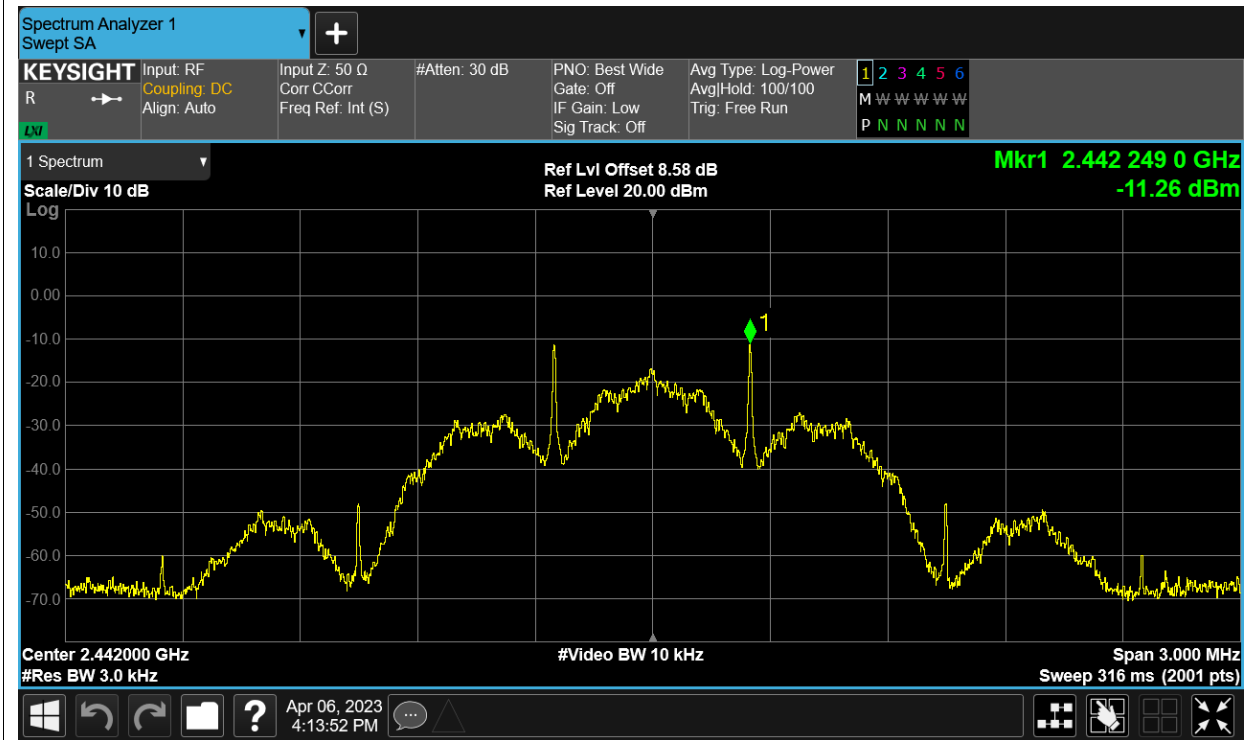 Spectrum Analyzer 1
Swept SA
+
KEYSIGHT
R
LXI
Input: RF
Coupling: DC
Align: Auto
Input Z: 50 Ω
Corr CCorr
Freq Ref: Int (S)
#Atten: 30 dB
PNO: Best Wide
Gate: Off
IF Gain: Low
Sig Track: Off
Avg Type: Log-Power
Avg|Hold: 100/100
Trig: Free Run
1 2 3 4 5 6
M W W W W W
P N N N N N
1 Spectrum
Scale/Div 10 dB
Log
Ref Lvl Offset 8.58 dB
Ref Level 20.00 dBm
Mkr1 2.442 249 0 GHz
-11.26 dBm
10.0
0.00
-10.0
-20.0
-30.0
-40.0
-50.0
-60.0
-70.0
1
Center 2.442000 GHz
#Res BW 3.0 kHz
#Video BW 10 kHz
Span 3.000 MHz
Sweep 316 ms (2001 pts)
?
Apr 06, 2023
4:13:52 PM